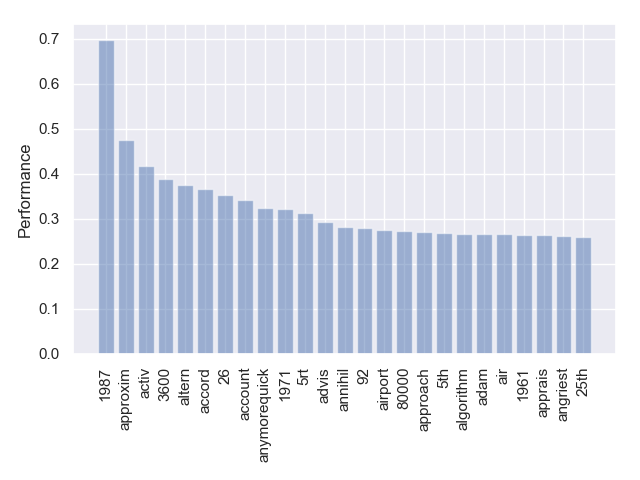 0.7
0.6
0.5
0.4
0.3
0.2
0.1
0.0
Performance
1987
approxim
activ
3600
altern
accord
26
account
anymorequick
1971
5rt
advis
annihil
92
airport
80000
approach
5th
algorithm
adam
air
1961
apprais
angriest
25th